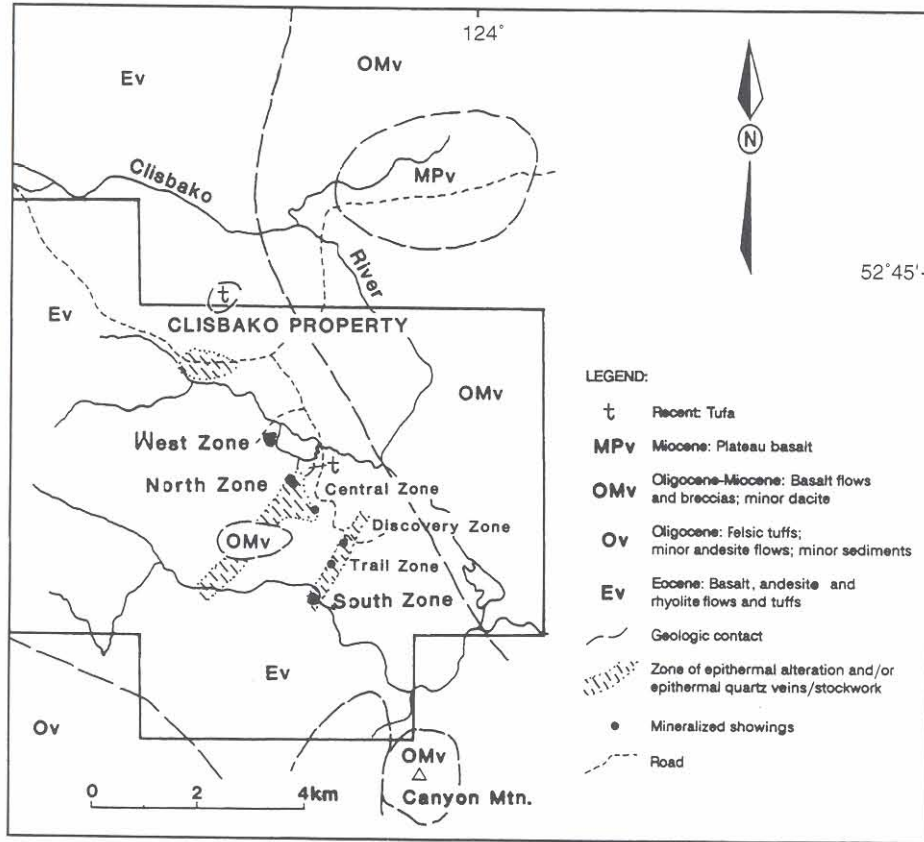 124°
OMv
Ev
Clisbako
MPv
N
River
52°45'
Ev
t
CLISBAKO PROPERTY
OMv
West Zone
t
North Zone
Central Zone
OMv
Discovery Zone
Trail Zone
South Zone
Ev
Ov
OMv
Canyon Mtn.
0 2 4km
LEGEND:
t Recent: Tufa
MPv Miocene: Plateau basalt
OMv Oligocene-Miocene: Basalt flows
and breccias; minor dacite
Ov Oligocene: Felsic tuffs;
minor andesite flows; minor sediments
Ev Eocene: Basalt, andesite and
rhyolite flows and tuffs
Geologic contact
Zone of epithermal alteration and/or
epithermal quartz veins/stockwork
Mineralized showings
Road